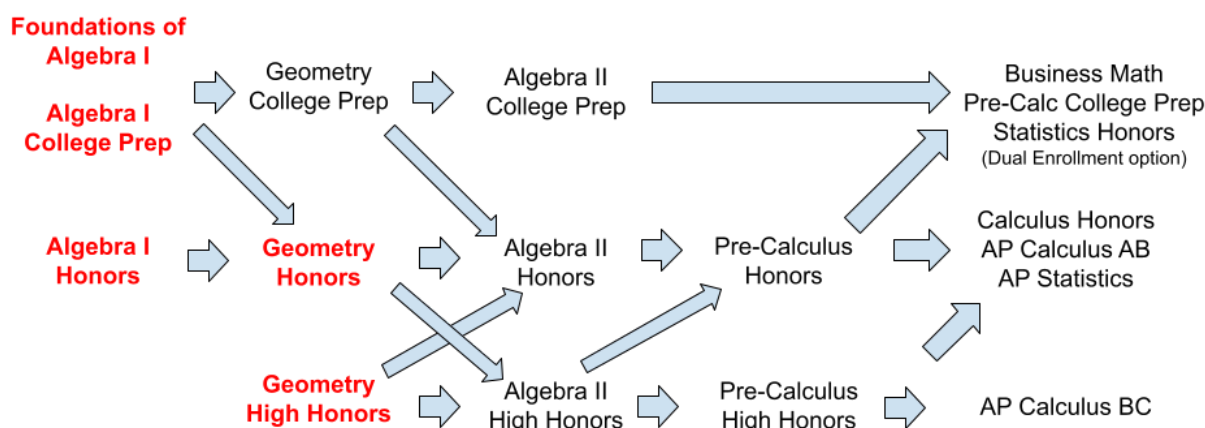 Foundations of
Algebra I
Algebra I
College Prep
Geometry
College Prep
Algebra II
College Prep
Business Math
Pre-Calc College Prep
Statistics Honors
(Dual Enrollment option)
Algebra I
Honors
Geometry
Honors
Algebra II
Honors
Pre-Calculus
Honors
Calculus Honors
AP Calculus AB
AP Statistics
Geometry
High Honors
Algebra II
High Honors
Pre-Calculus
High Honors
AP Calculus BC